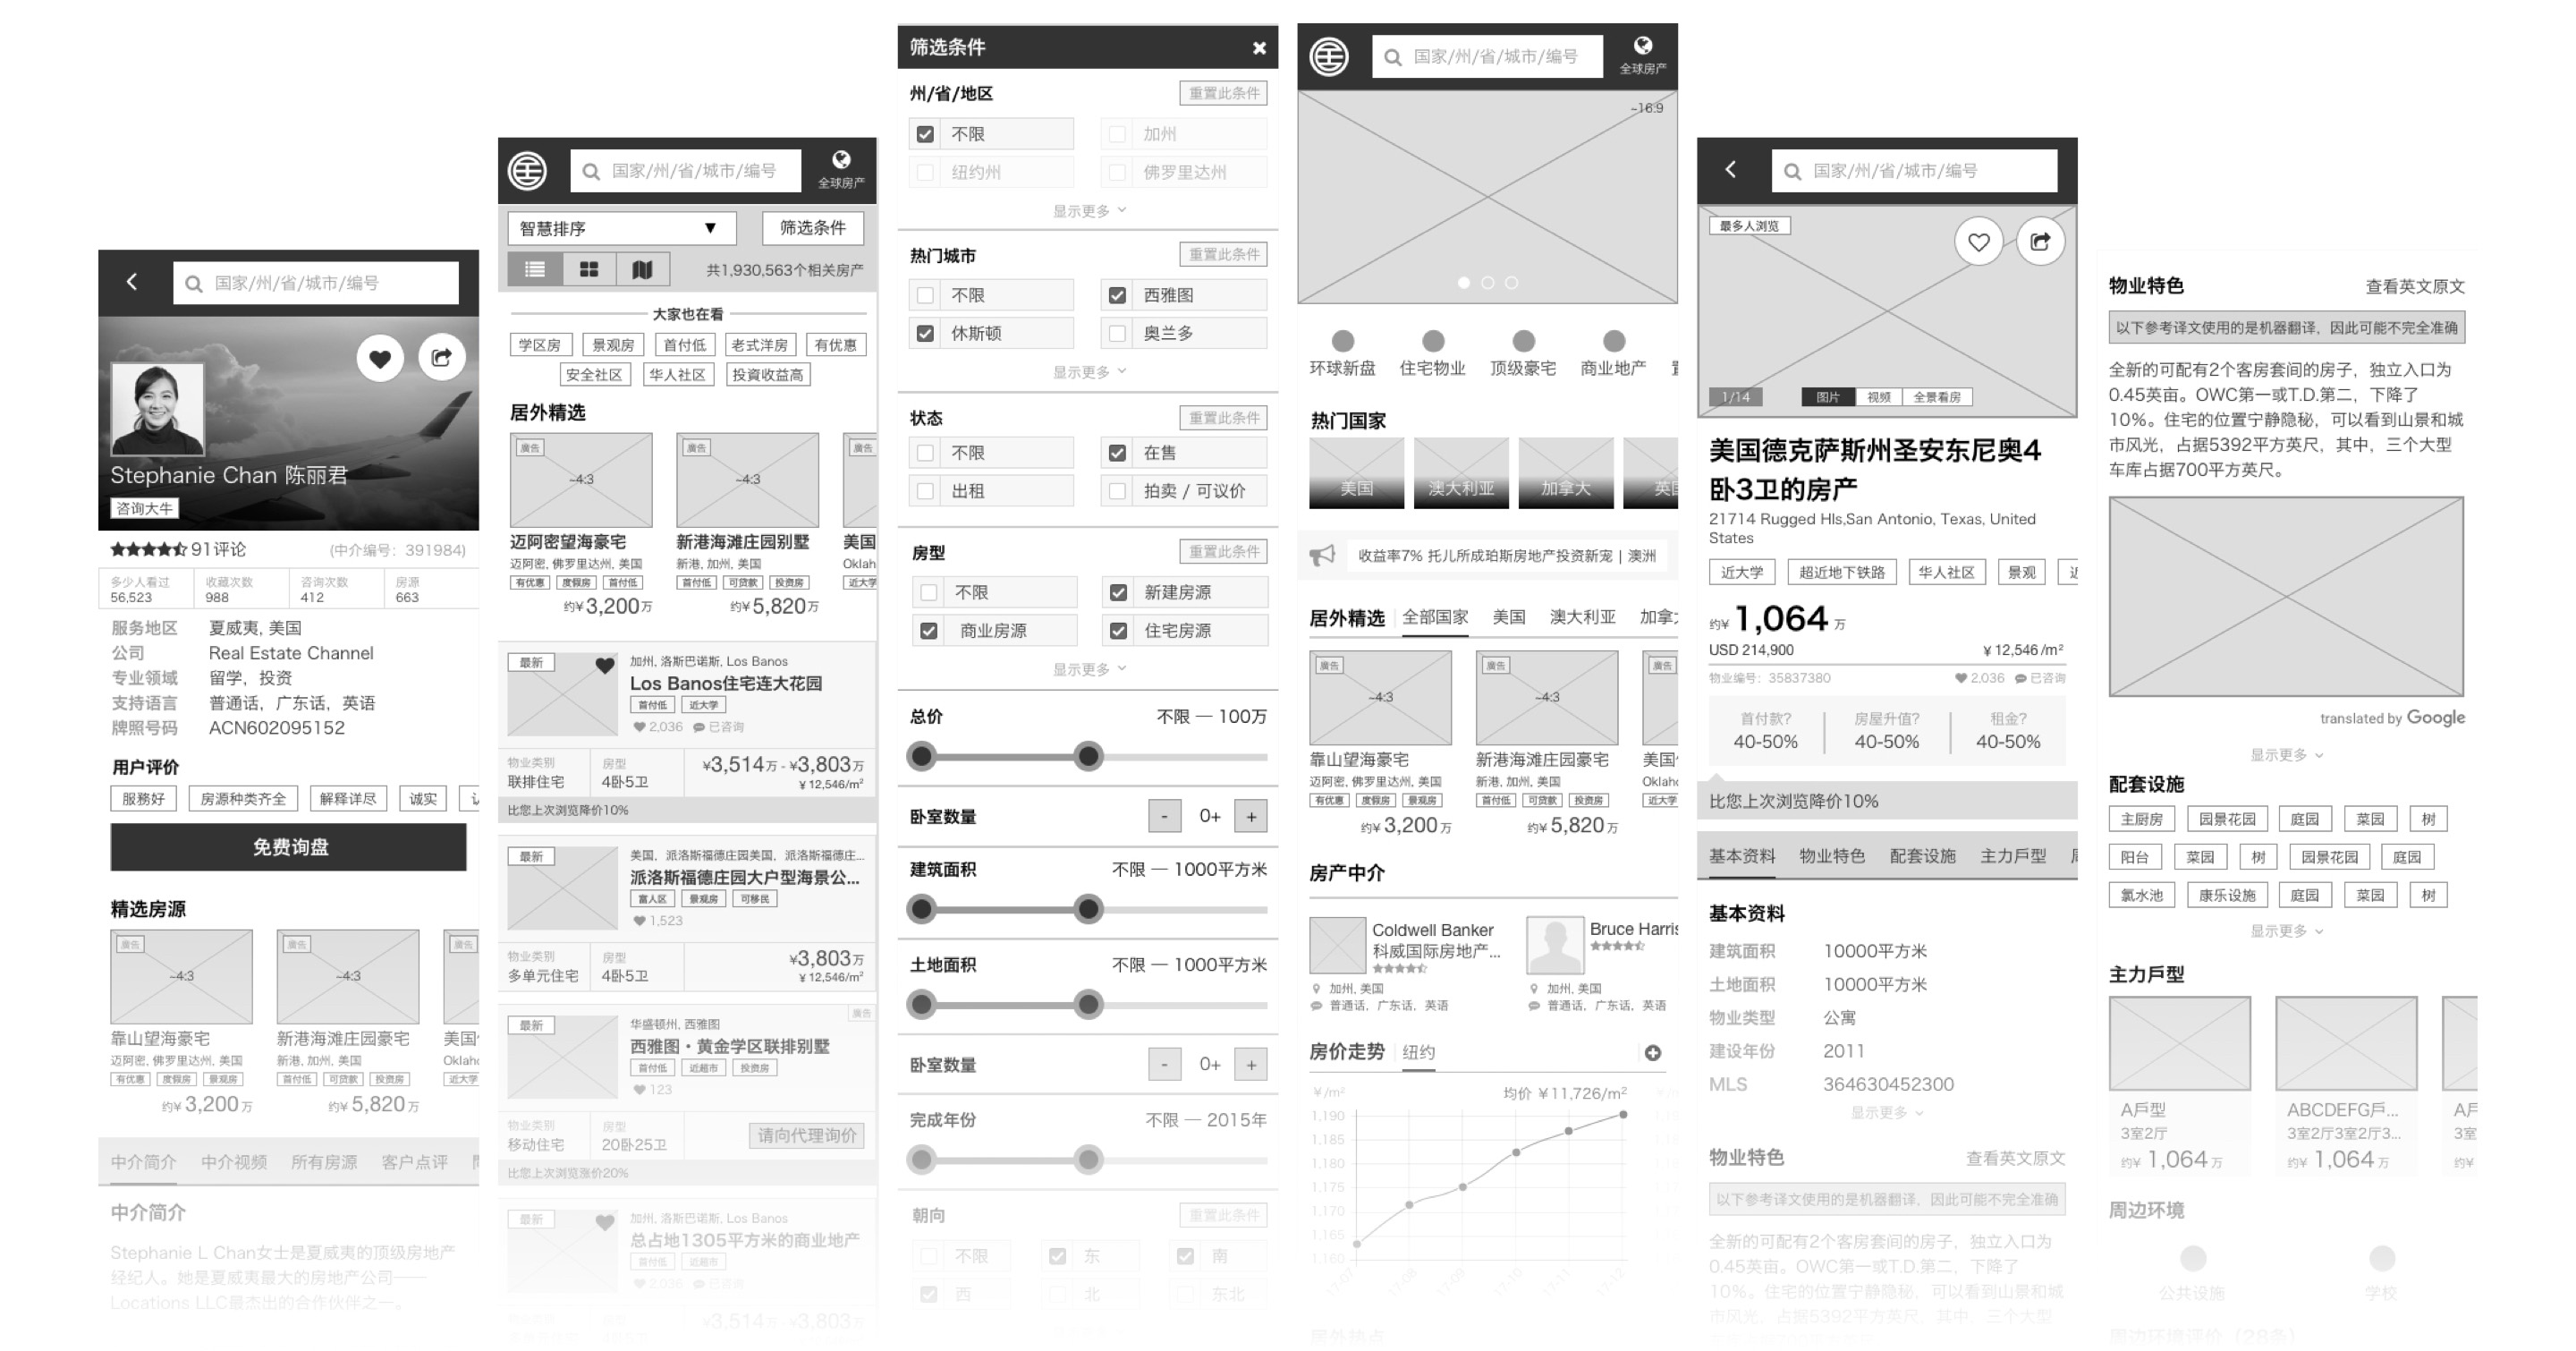 国家/州/省/城市/编号
Stephanie Chan 陈丽君
咨询大牛
91评论
(中介编号：391984)
多少人看过 收藏次数 咨询次数 房源
56,523 988 412 663
服务地区 夏威夷, 美国
公司 Real Estate Channel
专业领域 留学，投资
支持语言 普通话，广东话，英语
牌照号码 ACN602095152
用户评价
服務好 房源种类齐全 解释详尽 诚实
免费询盘
精选房源
廣告 廣告 廣告
~4:3 ~4:3
靠山望海豪宅 新港海滩庄园豪宅 美国
迈阿密, 佛罗里达州, 美国 新港, 加州, 美国 Oklah
有优惠 度假房 景观房 首付低 可贷款 投资房 近大学
约¥ 3,200 万 约¥ 5,820 万
中介简介 中介视频 所有房源 客户点评
中介简介
Stephanie L Chan女士是夏威夷的顶级房地产
经纪人。她是夏威夷最大的房地产公司——
Locations LLC最杰出的合作伙伴之一。
国家/州/省/城市/编号
全球房产
智慧排序 ▼ 筛选条件
共1,930,563个相关房产
大家也在看
学区房 景观房 首付低 老式洋房 有优惠
安全社区 华人社区 投資收益高
居外精选
廣告 廣告 廣告
~4:3 ~4:3
迈阿密望海豪宅 新港海滩庄园别墅 美国
迈阿密, 佛罗里达州, 美国 新港, 加州, 美国 Oklah
有优惠 度假房 首付低 首付低 可贷款 投资房 近大学
约¥ 3,200 万 约¥ 5,820 万
最新
加州, 洛斯巴诺斯, Los Banos
Los Banos住宅连大花园
首付低 近大学
2,036 已咨询
物业类别 房型 ¥3,514万 - ¥3,803万
联排住宅 4卧5卫 ¥ 12,546/m²
比您上次浏览降价10%
最新
美国，派洛斯福德庄园美国，派洛斯福德庄...
派洛斯福德庄园大户型海景公...
富人区 景观房 可移民
1,523
物业类别 房型 ¥3,803万
多单元住宅 4卧5卫 ¥ 12,546/m²
廣告
最新
华盛顿州, 西雅图
西雅图・黄金学区联排别墅
首付低 近超市 投资房
123
物业类别 房型
移动住宅 20卧25卫 请向代理询价
比您上次浏览涨价20%
最新
加州, 洛斯巴诺斯, Los Banos
总占地1305平方米的商业地产
首付低 近超市
2,036 已咨询
物业类别 房型 ¥3,514万 - ¥3,803万
筛选条件
州/省/地区 重置此条件
不限 加州
纽约州 佛罗里达州
显示更多
热门城市 重置此条件
不限 西雅图
休斯顿 奥兰多
显示更多
状态 重置此条件
不限 在售
出租 拍卖 / 可议价
房型 重置此条件
不限 新建房源
商业房源 住宅房源
显示更多
总价 不限 — 100万
卧室数量 - 0+ +
建筑面积 不限 — 1000平方米
土地面积 不限 — 1000平方米
卧室数量 - 0+ +
完成年份 不限 — 2015年
朝向 重置此条件
不限 东 南
西 北 东北
国家/州/省/城市/编号
全球房产
~16:9
环球新盘 住宅物业 顶级豪宅 商业地产
热门国家
美国 澳大利亚 加拿大 英国
收益率7% 托儿所成珀斯房地产投资新宠 | 澳洲
居外精选 全部国家 美国 澳大利亚 加拿大
廣告 廣告 廣告
~4:3 ~4:3
靠山望海豪宅 新港海滩庄园豪宅 美国
迈阿密, 佛罗里达州, 美国 新港, 加州, 美国 Oklah
有优惠 度假房 景观房 首付低 可贷款 投资房 近大学
约¥ 3,200 万 约¥ 5,820 万
房产中介
Coldwell Banker Bruce Harris
科威国际房地产...
加州, 美国 加州, 美国
普通话，广东话，英语 普通话，广东话，英语
房价走势 纽约
¥/m² 均价 ¥11,726/m²
1,190
1,185
1,180
1,175
1,170
1,165
1,160
17-07 17-08 17-09 17-10 17-11 17-12
居外热点
国家/州/省/城市/编号
最多人浏览
1/14 图片 视频 全景看房
美国德克萨斯州圣安东尼奥4
卧3卫的房产
21714 Rugged Hls,San Antonio, Texas, United
States
近大学 超近地下铁路 华人社区 景观
约¥ 1,064 万
USD 214,900 ¥ 12,546 /m²
物业编号：35837380 2,036 已咨询
首付款? 房屋升值? 租金?
40-50% 40-50% 40-50%
比您上次浏览降价10%
基本资料 物业特色 配套设施 主力戶型
基本资料
建筑面积 10000平方米
土地面积 10000平方米
物业类型 公寓
建设年份 2011
MLS 364630452300
显示更多
物业特色 查看英文原文
以下参考译文使用的是机器翻译，因此可能不完全准确
全新的可配有2个客房套间的房子，独立入口为
0.45英亩。OWC第一或T.D.第二，下降了
10%。住宅的位置宁静隐秘，可以看到山景和城
市风光，占据5392平方英尺，其中，三个大型
物业特色 查看英文原文
以下参考译文使用的是机器翻译，因此可能不完全准确
全新的可配有2个客房套间的房子，独立入口为
0.45英亩。OWC第一或T.D.第二，下降了
10%。住宅的位置宁静隐秘，可以看到山景和城
市风光，占据5392平方英尺，其中，三个大型
车库占据700平方英尺。
translated by Google
显示更多
配套设施
主厨房 园景花园 庭园 菜园 树
阳台 菜园 树 园景花园 庭园
氯水池 康乐设施 庭园 菜园 树
显示更多
主力戶型
A戶型 ABCDEFG戶... A戶
3室2厅 3室2厅3室2厅3... 3室
约¥ 1,064 万 约¥ 1,064 万 约¥
周边环境
公共设施 学校
周边环境评价（28条）